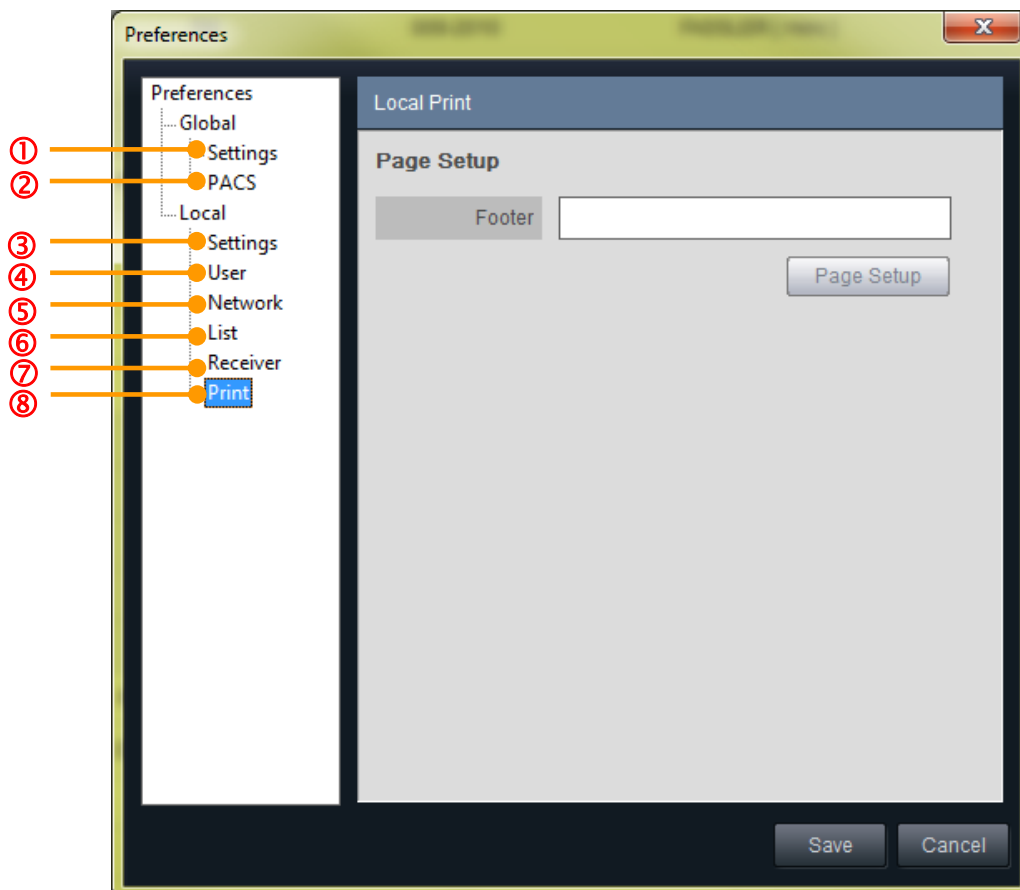 Preferences
Preferences
Global
① Settings
② PACS
Local
③ Settings
④ User
⑤ Network
⑥ List
⑦ Receiver
⑧ Print
Local Print
Page Setup
Footer
Page Setup
Save
Cancel